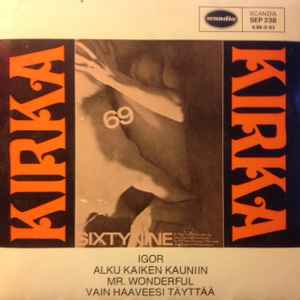 scandia
SCANDIA
SEP 238
KIRKA
KIRKA
69
SIXTYNINE
IGOR
ALKU KAIKEN KAUNIIN
MR. WONDERFUL
VAIN HAAVEESI TÄYTTÄÄ